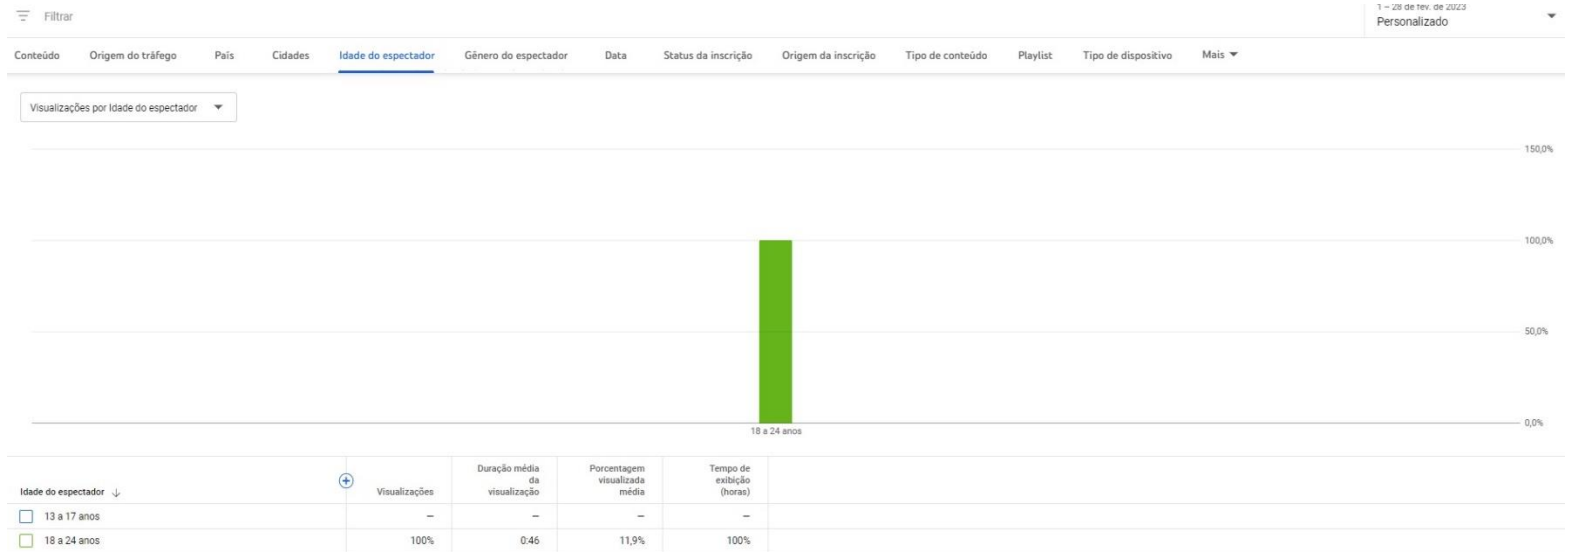 Filtrar
1 – 28 de fev. de 2023
Personalizado
Conteúdo Origem do tráfego País Cidades Idade do espectador Gênero do espectador Data Status da inscrição Origem da inscrição Tipo de conteúdo Playlist Tipo de dispositivo Mais
Visualizações por Idade do espectador
150,0%
100,0%
50,0%
0,0%
18 a 24 anos
Idade do espectador
Visualizações
Duração média
da
visualização
Porcentagem
visualizada
média
Tempo de
exibição
(horas)
13 a 17 anos – – – –
18 a 24 anos 100% 0:46 11,9% 100%